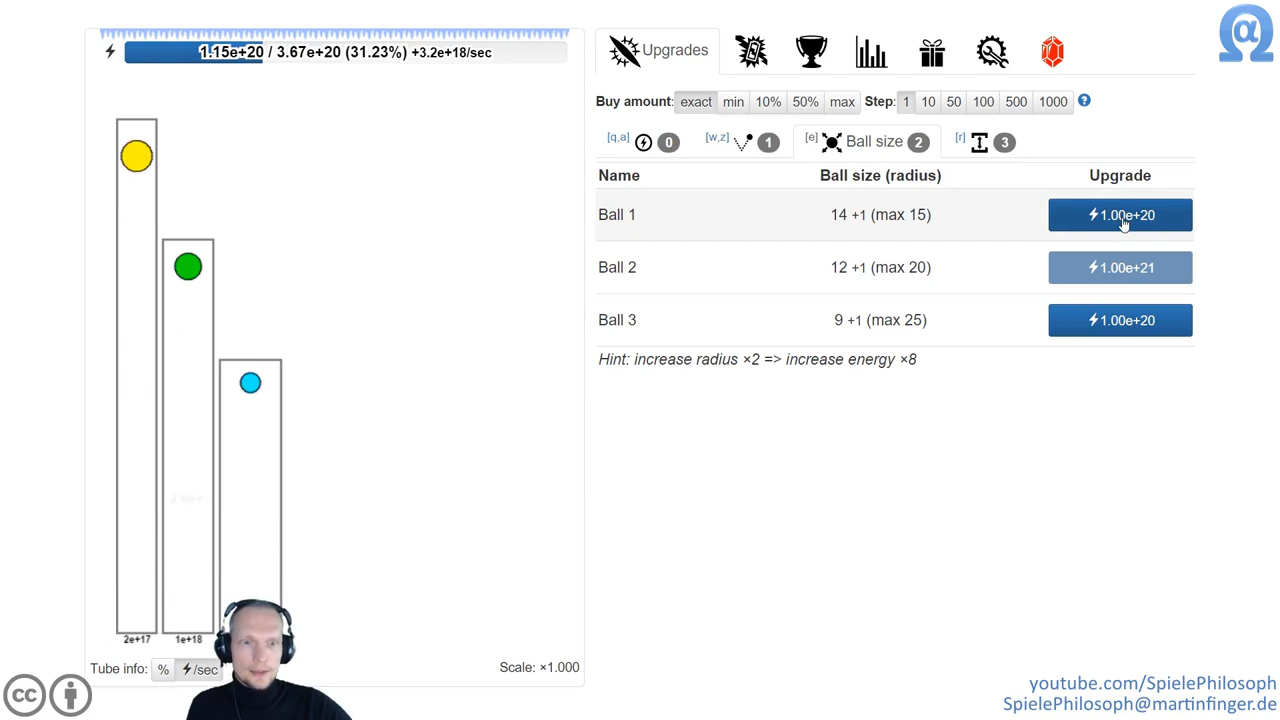 1.15e+20 / 3.67e+20 (31.23%) +3.2e+18/sec
Upgrades
Buy amount: exact min 10% 50% max Step: 1 10 50 100 500 1000 ?
[q,a] 0 [w,z] 1 [e] Ball size 2 [r] 3
Name Ball size (radius) Upgrade
Ball 1 14 +1 (max 15) 1.00e+20
Ball 2 12 +1 (max 20) 1.00e+21
Ball 3 9 +1 (max 25) 1.00e+20
Hint: increase radius ×2 => increase energy ×8
2e+17 1e+18
Tube info: % /sec Scale: ×1.000
cc
youtube.com/SpielePhilosoph
SpielePhilosoph@martinfinger.de